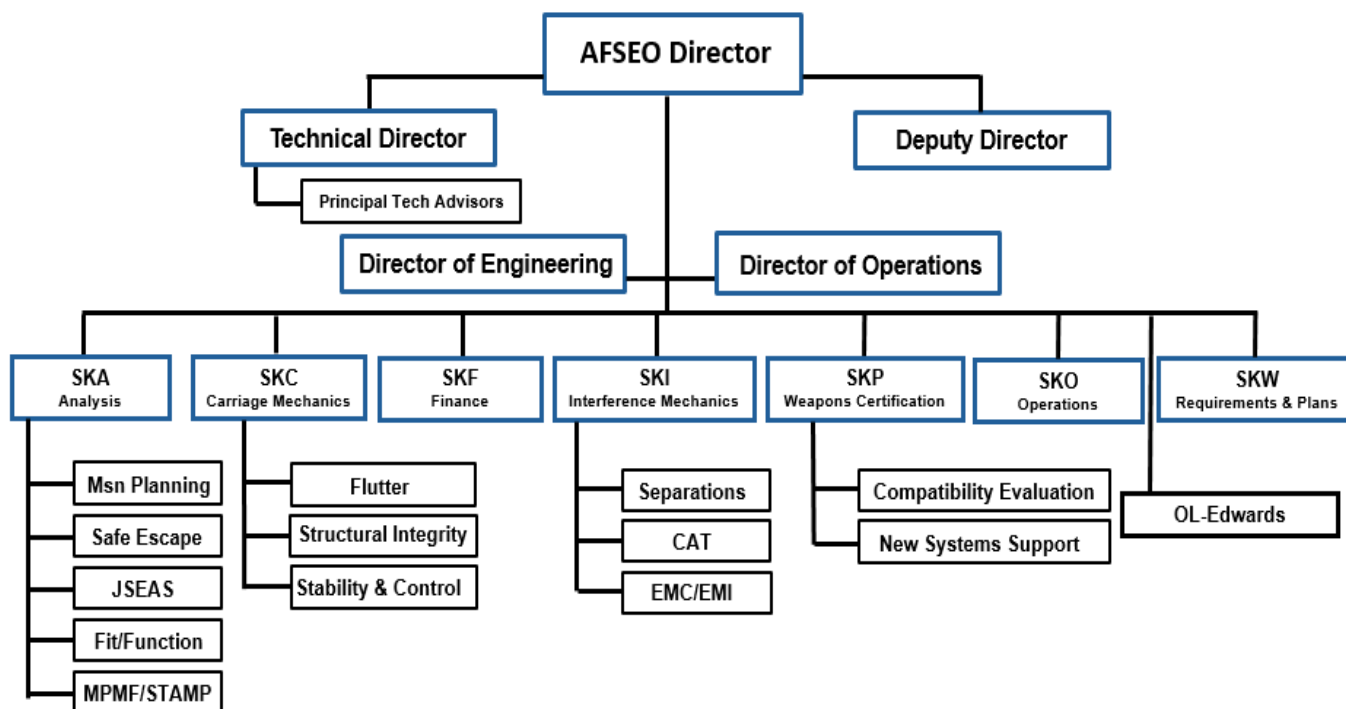 AFSEO Director
Technical Director
Deputy Director
Principal Tech Advisors
Director of Engineering
Director of Operations
SKA
Analysis
SKC
Carriage Mechanics
SKF
Finance
SKI
Interference Mechanics
SKP
Weapons Certification
SKO
Operations
SKW
Requirements & Plans
Msn Planning
Safe Escape
JSEAS
Fit/Function
MPMF/STAMP
Flutter
Structural Integrity
Stability & Control
Separations
CAT
EMC/EMI
Compatibility Evaluation
New Systems Support
OL-Edwards